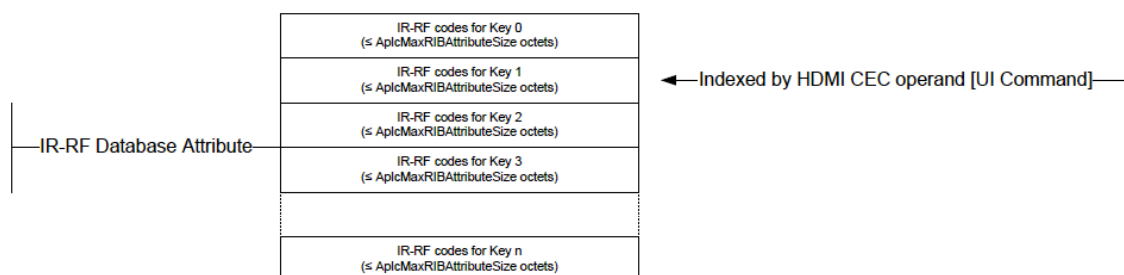 IR-RF codes for Key 0
(≤ AplcMaxRIBAttributeSize octets)
IR-RF codes for Key 1
(≤ AplcMaxRIBAttributeSize octets)
Indexed by HDMI CEC operand [UI Command]
IR-RF codes for Key 2
(≤ AplcMaxRIBAttributeSize octets)
IR-RF Database Attribute
IR-RF codes for Key 3
(≤ AplcMaxRIBAttributeSize octets)
IR-RF codes for Key n
(≤ AplcMaxRIBAttributeSize octets)